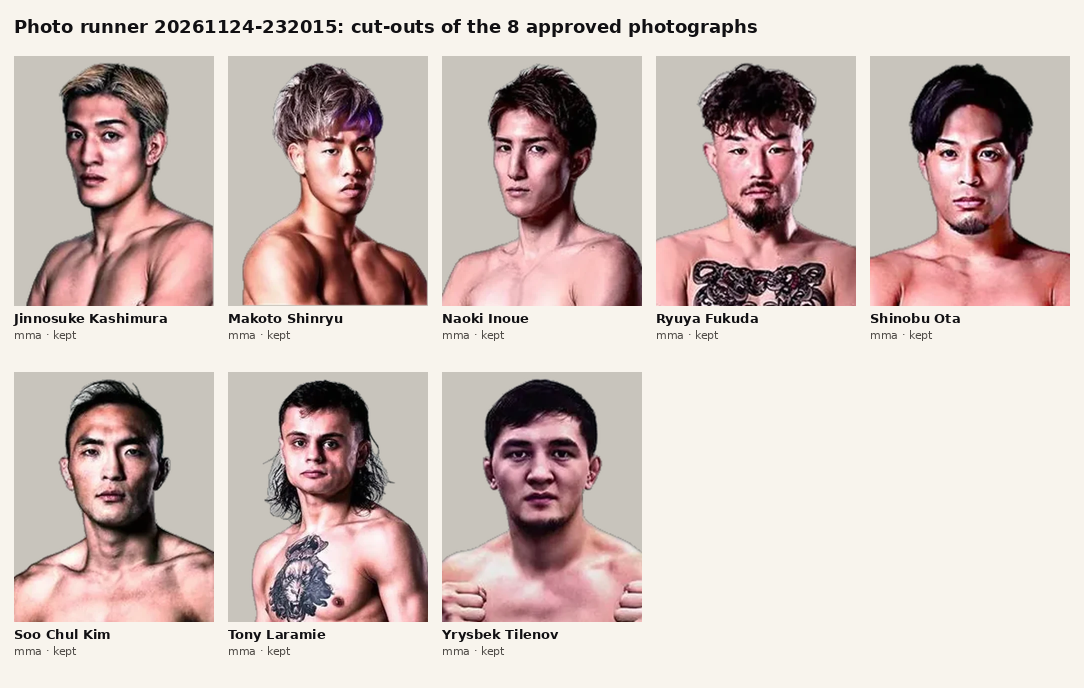 Photo runner 20261124-232015: cut-outs of the 8 approved photographs
Jinnosuke Kashimura
mma · kept
Makoto Shinryu
mma · kept
Naoki Inoue
mma · kept
Ryuya Fukuda
mma · kept
Shinobu Ota
mma · kept
Soo Chul Kim
mma · kept
Tony Laramie
mma · kept
Yrysbek Tilenov
mma · kept